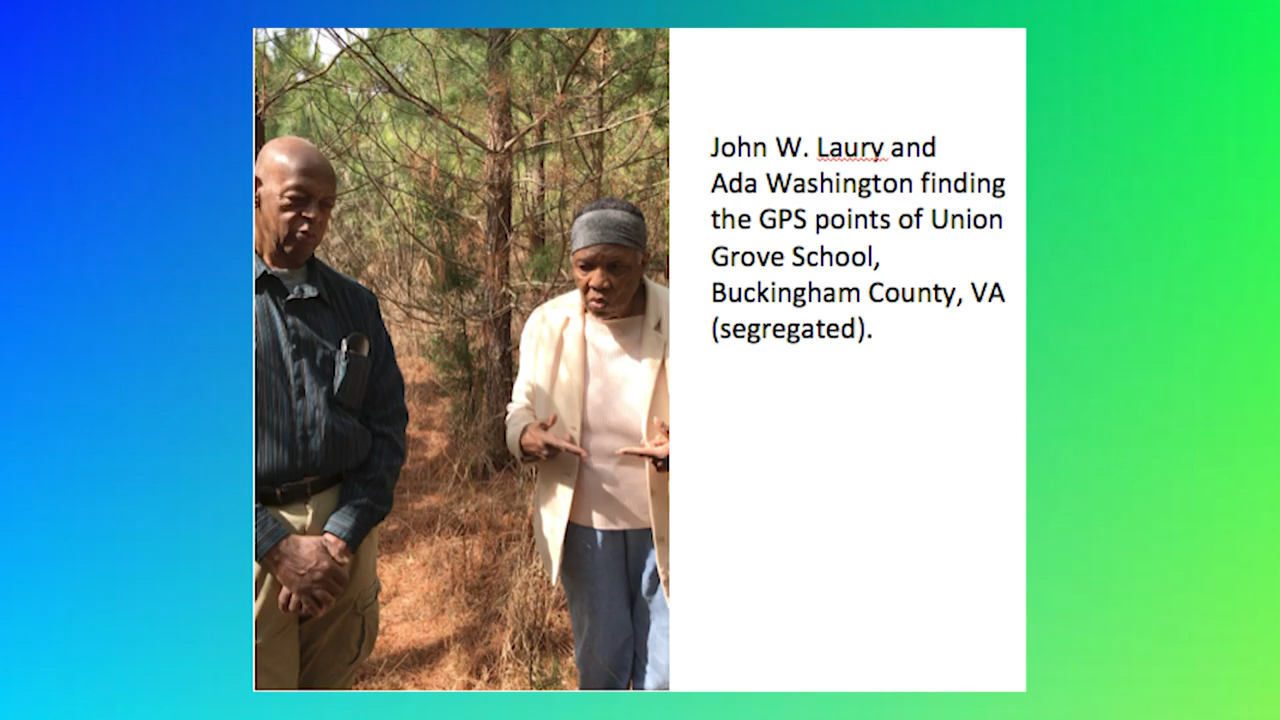 John W. Laury and
Ada Washington finding
the GPS points of Union
Grove School,
Buckingham County, VA
(segregated).